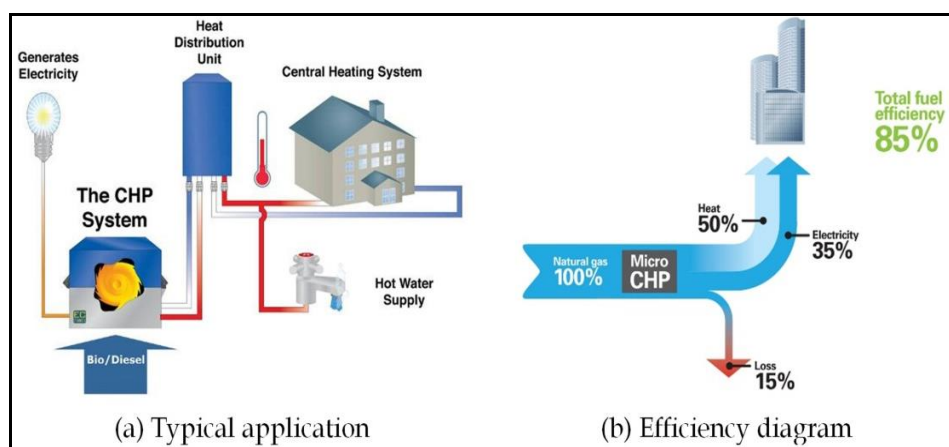 Generates
Electricity
Heat
Distribution
Unit
Central Heating System
The CHP
System
Hot Water
Supply
EC
Bio/Diesel
(a) Typical application
Total fuel
efficiency
85%
Heat
50%
Electricity
35%
Natural gas
100%
Micro
CHP
Loss
15%
(b) Efficiency diagram